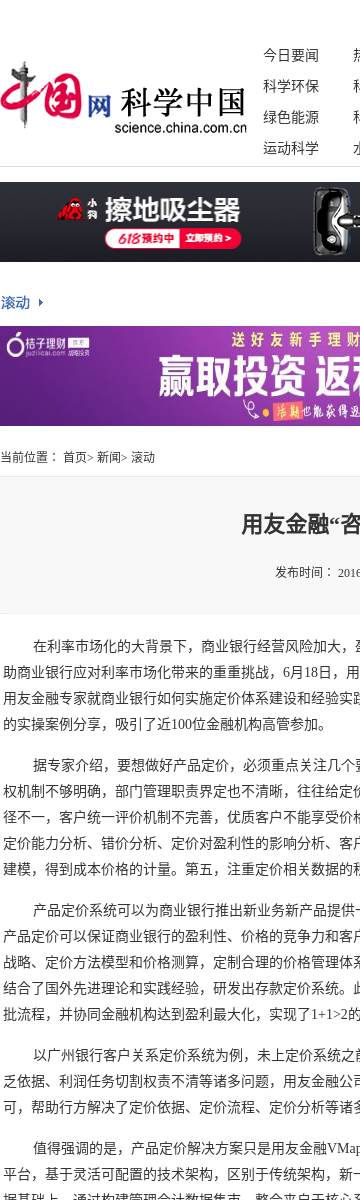 今日要闻
科学环保
绿色能源
运动科学
中国网 科学中国
science.china.com.cn
小狗
擦地吸尘器
618预约中 立即预约 >
滚动
桔子理财
juzilicai.com
送好友新手理财
赢取投资 返
活期也能获得
当前位置： 首页> 新闻> 滚动
用友金融“咨
发布时间： 2016
在利率市场化的大背景下，商业银行经营风险加大，
助商业银行应对利率市场化带来的重重挑战，6月18日，用
用友金融专家就商业银行如何实施定价体系建设和经验实
的实操案例分享，吸引了近100位金融机构高管参加。
据专家介绍，要想做好产品定价，必须重点关注几个
权机制不够明确，部门管理职责界定也不清晰，往往给定
径不一，客户统一评价机制不完善，优质客户不能享受价
定价能力分析、错价分析、定价对盈利性的影响分析、客
建模，得到成本价格的计量。第五，注重定价相关数据的
产品定价系统可以为商业银行推出新业务新产品提供
产品定价可以保证商业银行的盈利性、价格的竞争力和客
战略、定价方法模型和价格测算，定制合理的价格管理体
结合了国外先进理论和实践经验，研发出存款定价系统。
批流程，并协同金融机构达到盈利最大化，实现了1+1>2的
以广州银行客户关系定价系统为例，未上定价系统之
乏依据、利润任务切割权责不清等诸多问题，用友金融公
可，帮助行方解决了定价依据、定价流程、定价分析等诸
值得强调的是，产品定价解决方案只是用友金融VMap
平台，基于灵活可配置的技术架构，区别于传统架构，新